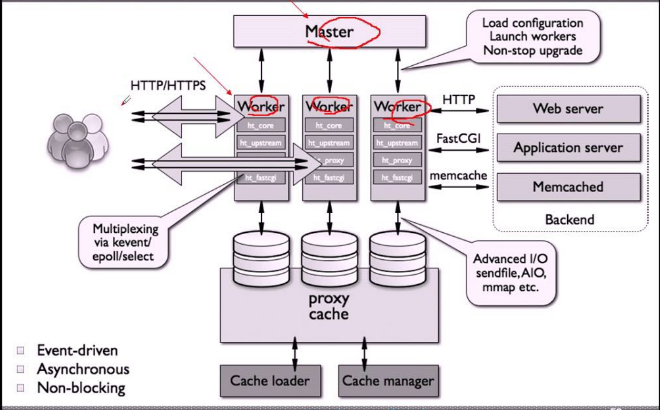 Master
Load configuration
Launch workers
Non-stop upgrade
HTTP/HTTPS
Worker
Worker
Worker
ht_core
ht_core
ht_core
ht_upstream
ht_upstream
ht_upstream
ht_proxy
ht_fastcgi
ht_fastcgi
ht_fastcgi
HTTP
Web server
FastCGI
Application server
memcache
Memcached
Backend
Multiplexing
via kevent/
epoll/select
Advanced I/O
sendfile, AIO,
mmap etc.
proxy
cache
Event-driven
Asynchronous
Non-blocking
Cache loader
Cache manager